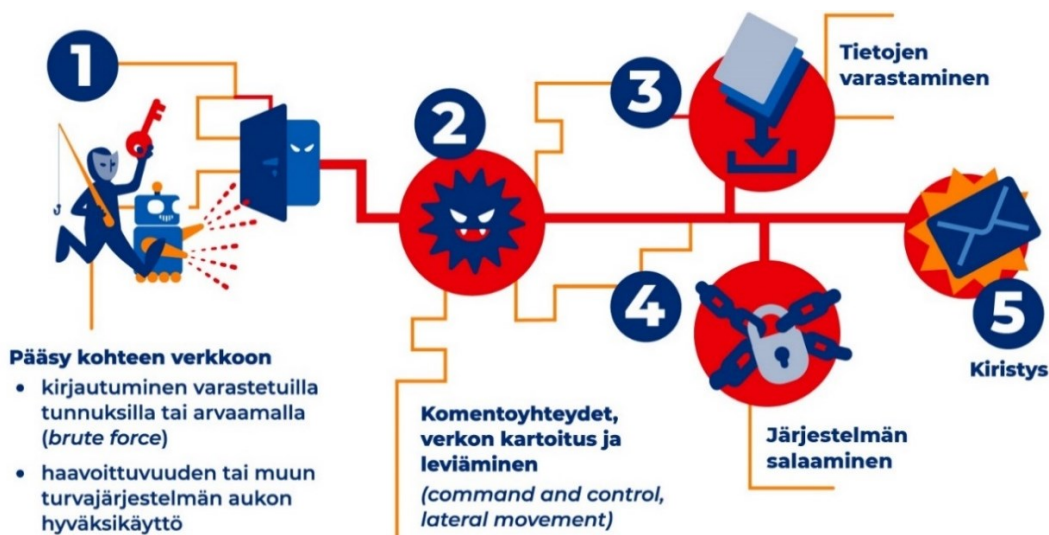 1
Pääsy kohteen verkkoon
• kirjautuminen varastetuilla
tunnuksilla tai arvaamalla
(brute force)
• haavoittuvuuden tai muun
turvajärjestelmän aukon
hyväksikäyttö
2
Komentoyhteydet,
verkon kartoitus ja
leviäminen
(command and control,
lateral movement)
3
Tietojen
varastaminen
4
Järjestelmän
salaaminen
5
Kiristys